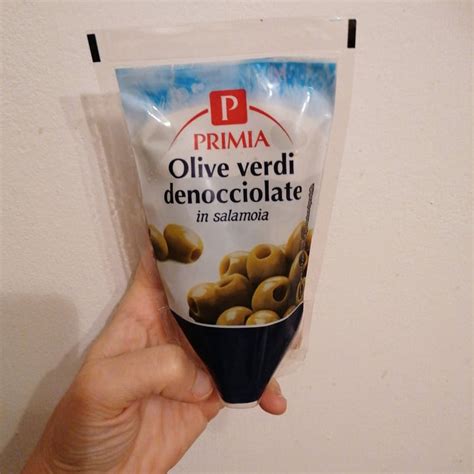 P
PRIMIA
Olive verdi
denocciolate
in salamoia